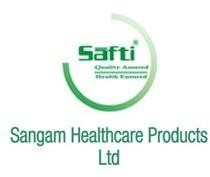 Safti®
Quality Assured
Health Ensured
Sangam Healthcare Products
Ltd